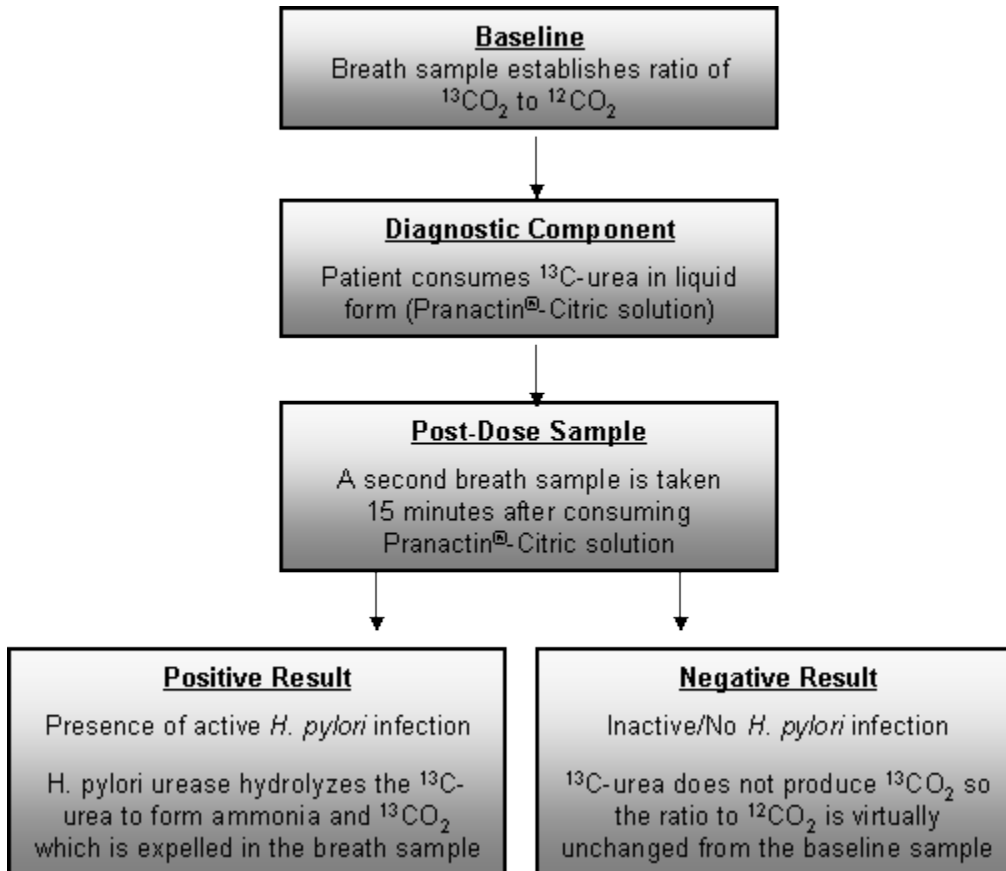 Baseline
Breath sample establishes ratio of
¹³CO₂ to ¹²CO₂
Diagnostic Component
Patient consumes ¹³C-urea in liquid
form (Pranactin®-Citric solution)
Post-Dose Sample
A second breath sample is taken
15 minutes after consuming
Pranactin®-Citric solution
Positive Result
Presence of active H. pylori infection
H. pylori urease hydrolyzes the ¹³C-
urea to form ammonia and ¹³CO₂
which is expelled in the breath sample
Negative Result
Inactive/No H. pylori infection
¹³C-urea does not produce ¹³CO₂ so
the ratio to ¹²CO₂ is virtually
unchanged from the baseline sample